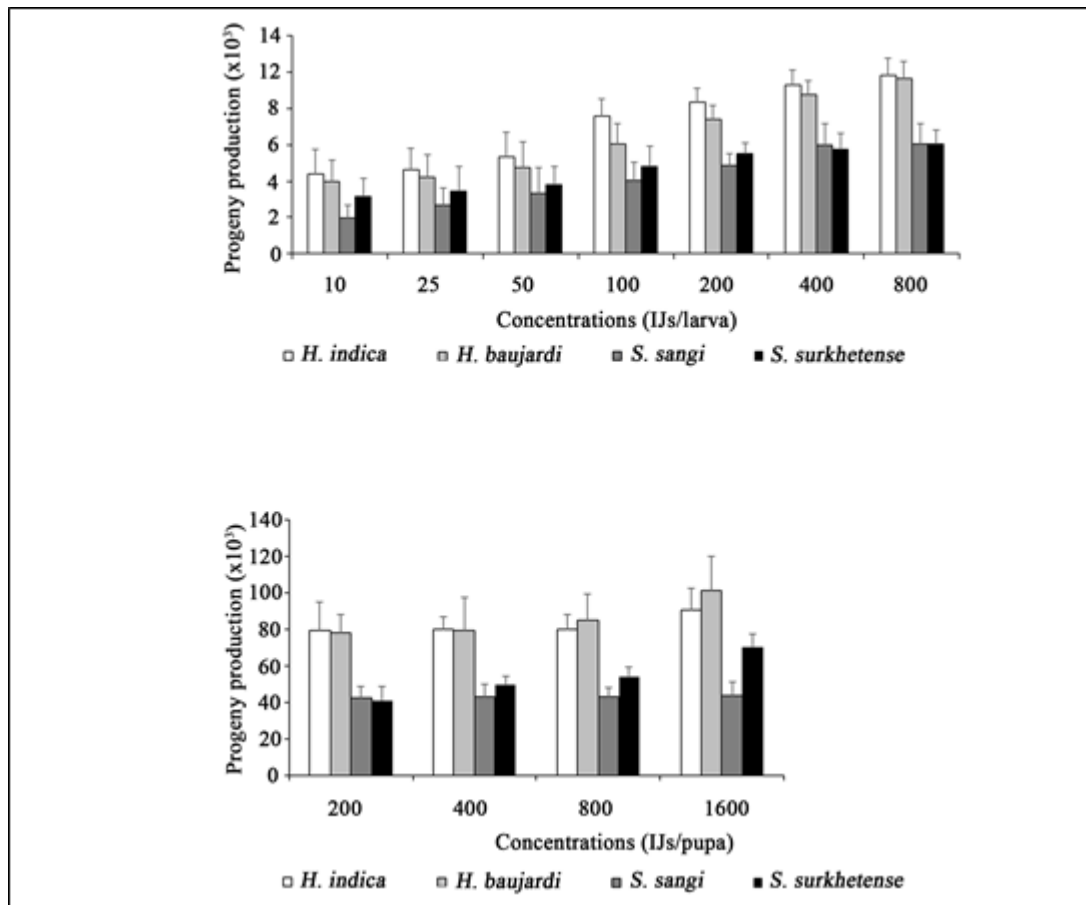 Progeny production (x10³)
14
12
8
6
4
2
0
10 25 50 100 200 400 800
Concentrations (IJs/larva)
H. indica H. baujardi S. sangi S. surkhetense
Progeny production (x10³)
140
120
100
80
60
40
20
0
200 400 800 1600
Concentrations (IJs/pupa)
H. indica H. baujardi S. sangi S. surkhetense